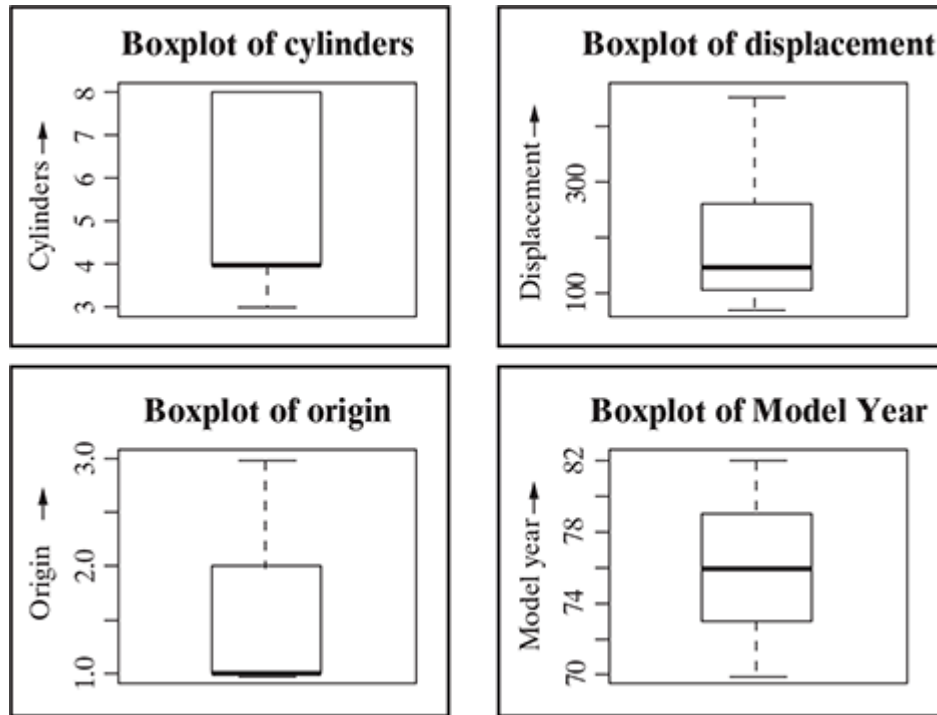 Boxplot of cylinders
Cylinders →
8
7
6
5
4
3
Boxplot of displacement
Displacement →
300
100
Boxplot of origin
Origin →
3.0
2.0
1.0
Boxplot of Model Year
Model year →
82
78
74
70